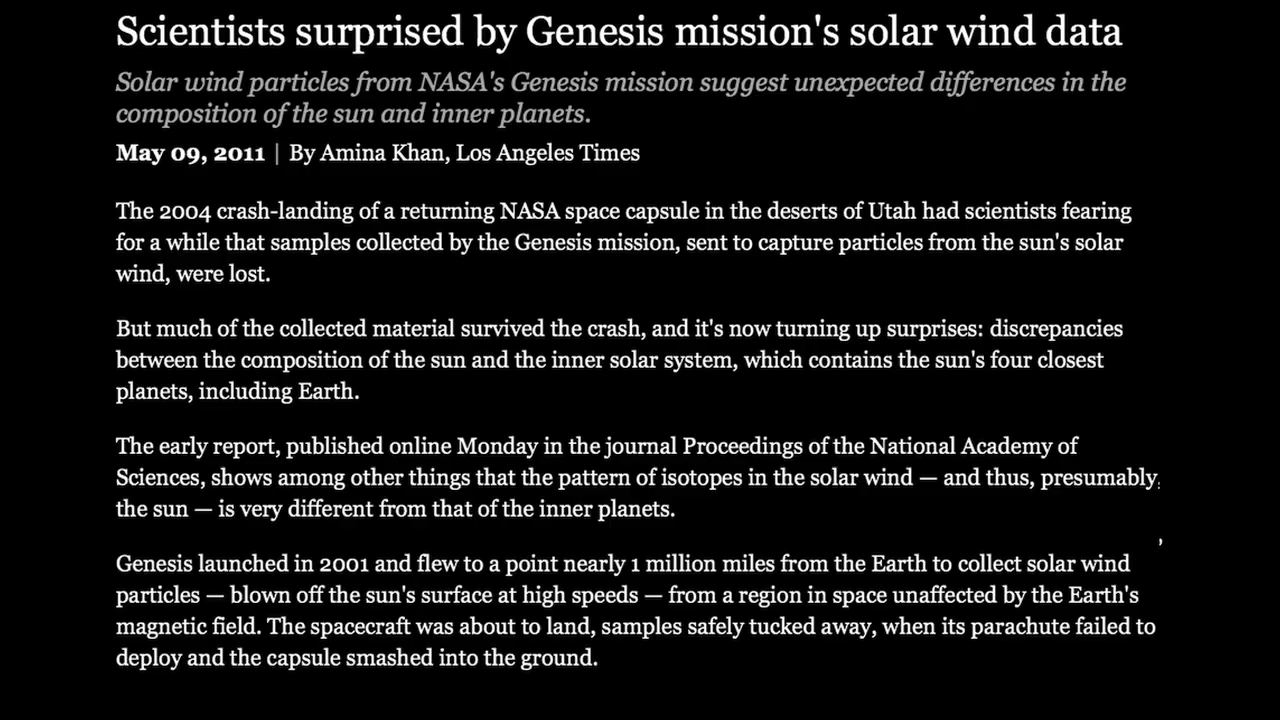 Scientists surprised by Genesis mission's solar wind data
Solar wind particles from NASA's Genesis mission suggest unexpected differences in the
composition of the sun and inner planets.
May 09, 2011 | By Amina Khan, Los Angeles Times
The 2004 crash-landing of a returning NASA space capsule in the deserts of Utah had scientists fearing
for a while that samples collected by the Genesis mission, sent to capture particles from the sun's solar
wind, were lost.
But much of the collected material survived the crash, and it's now turning up surprises: discrepancies
between the composition of the sun and the inner solar system, which contains the sun's four closest
planets, including Earth.
The early report, published online Monday in the journal Proceedings of the National Academy of
Sciences, shows among other things that the pattern of isotopes in the solar wind — and thus, presumably,
the sun — is very different from that of the inner planets.
Genesis launched in 2001 and flew to a point nearly 1 million miles from the Earth to collect solar wind
particles — blown off the sun's surface at high speeds — from a region in space unaffected by the Earth's
magnetic field. The spacecraft was about to land, samples safely tucked away, when its parachute failed to
deploy and the capsule smashed into the ground.